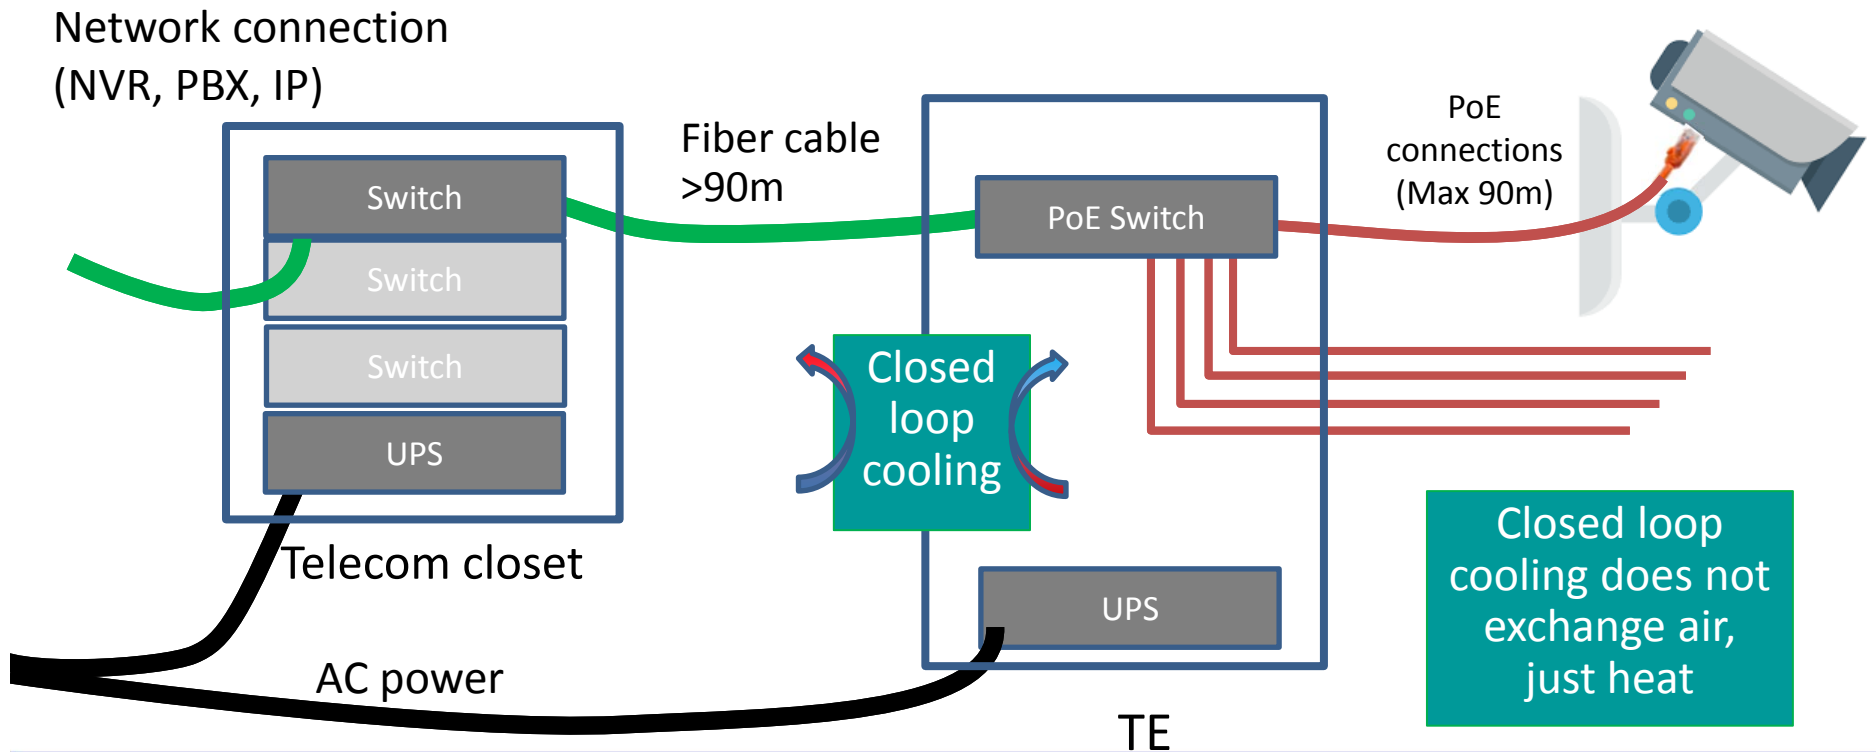 Network connection
(NVR, PBX, IP)
Switch
Switch
Switch
UPS
Telecom closet
AC power
Fiber cable
>90m
PoE Switch
Closed
loop
cooling
UPS
TE
PoE
connections
(Max 90m)
Closed loop
cooling does not
exchange air,
just heat